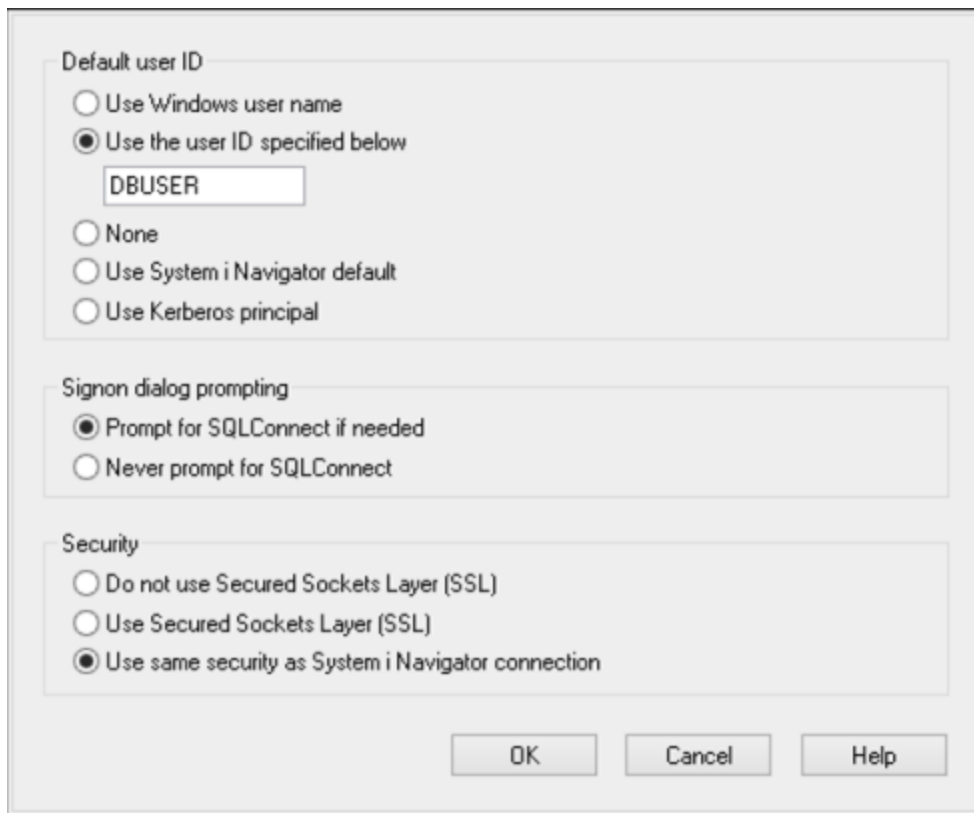 Default user ID
Use Windows user name
Use the user ID specified below
DBUSER
None
Use System i Navigator default
Use Kerberos principal
Signon dialog prompting
Prompt for SQLConnect if needed
Never prompt for SQLConnect
Security
Do not use Secured Sockets Layer (SSL)
Use Secured Sockets Layer (SSL)
Use same security as System i Navigator connection
OK Cancel Help